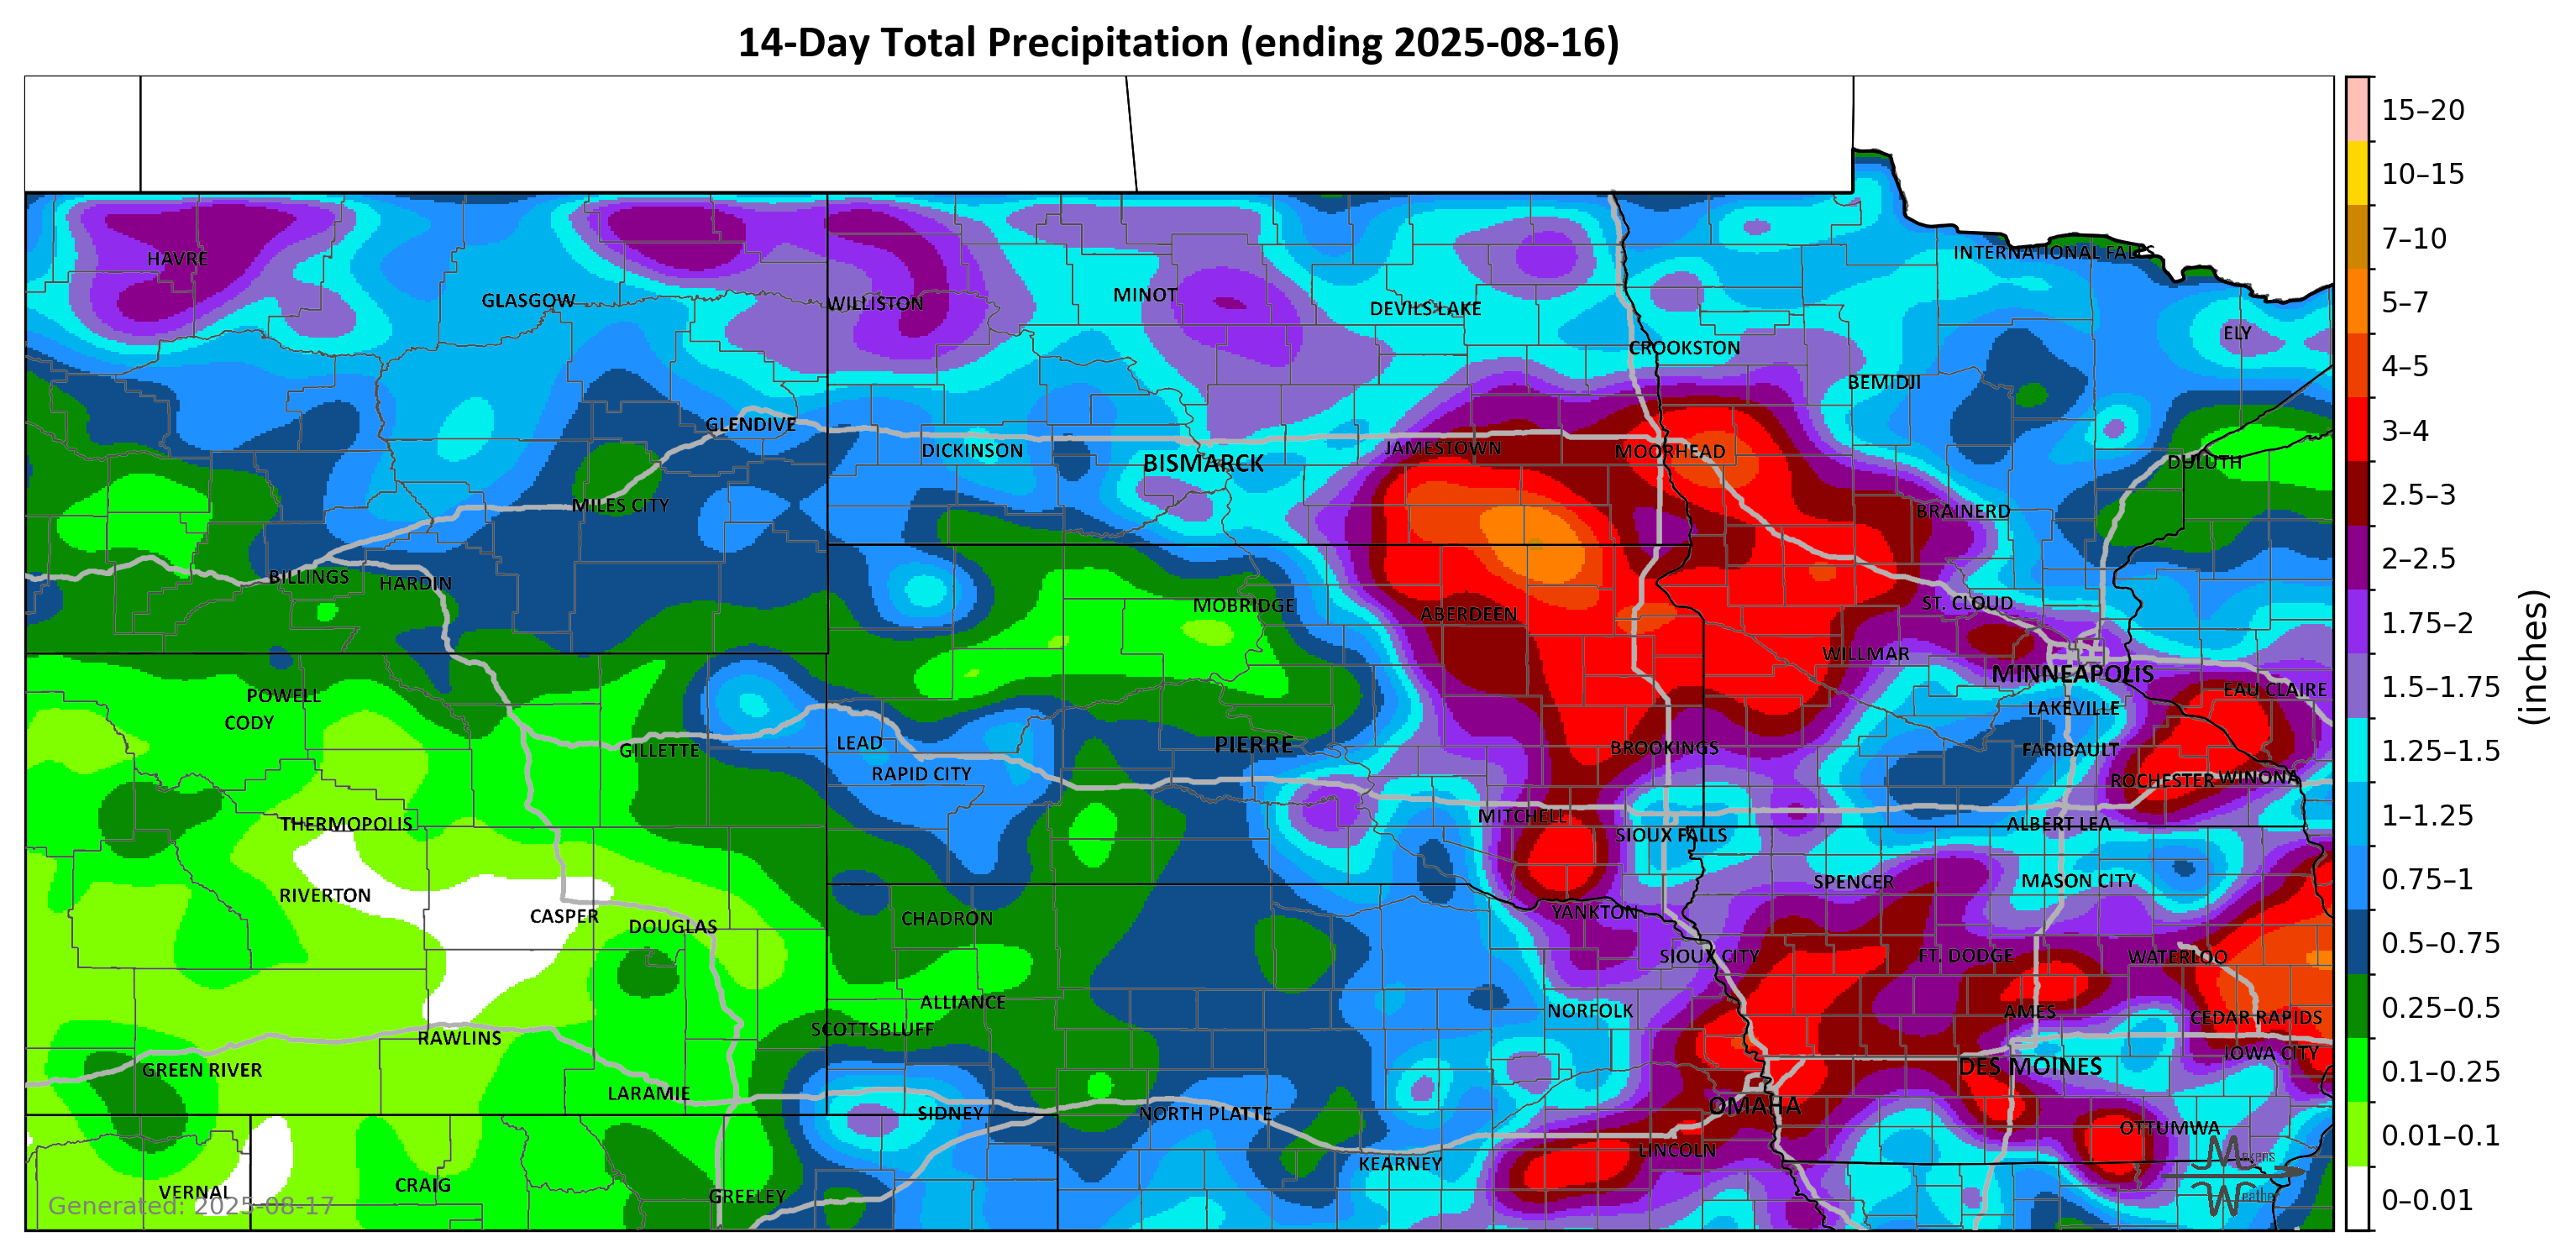 14-Day Total Precipitation (ending 2025-08-16)
15–20
10–15
7–10
5–7
4–5
3–4
2.5–3
2–2.5
1.75–2
1.5–1.75
1.25–1.5
1–1.25
0.75–1
0.5–0.75
0.25–0.5
0.1–0.25
0.01–0.1
0–0.01
(inches)
HAVRE
INTERNATIONAL FALLS
GLASGOW
WILLISTON
MINOT
DEVILS LAKE
ELY
CROOKSTON
BEMIDJI
GLENDIVE
DICKINSON
BISMARCK
JAMESTOWN
MOORHEAD
DULUTH
MILES CITY
BRAINERD
BILLINGS
HARDIN
MOBRIDGE
ABERDEEN
ST. CLOUD
WILLMAR
MINNEAPOLIS
POWELL
EAU CLAIRE
CODY
LAKEVILLE
GILLETTE
LEAD
PIERRE
BROOKINGS
FARIBAULT
RAPID CITY
ROCHESTER
WINONA
THERMOPOLIS
MITCHELL
SIOUX FALLS
ALBERT LEA
RIVERTON
SPENCER
MASON CITY
CASPER
DOUGLAS
CHADRON
YANKTON
SIOUX CITY
FT. DODGE
WATERLOO
ALLIANCE
NORFOLK
AMES
CEDAR RAPIDS
SCOTTSBLUFF
RAWLINS
IOWA CITY
GREEN RIVER
DES MOINES
LARAMIE
SIDNEY
NORTH PLATTE
OMAHA
OTTUMWA
LINCOLN
KEARNEY
VERNAL
CRAIG
GREELEY
Generated: 2025-08-17